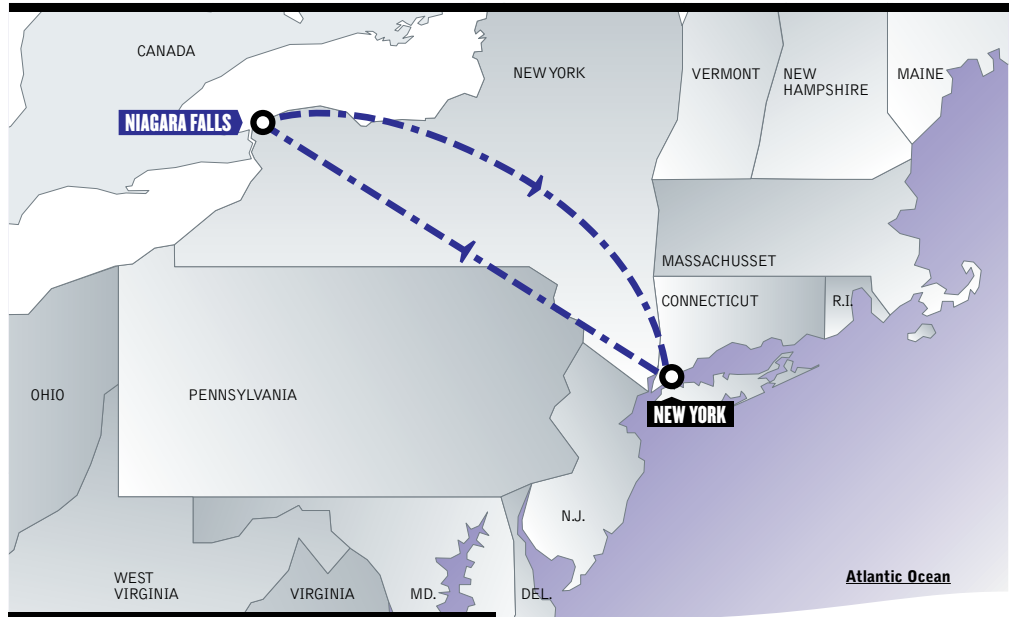 CANADA
NEW YORK
VERMONT
NEW
HAMPSHIRE
MAINE
NIAGARA FALLS
MASSACHUSSET
CONNECTICUT
R.I.
OHIO
PENNSYLVANIA
NEW YORK
N.J.
WEST
VIRGINIA
VIRGINIA
MD.
DEL.
Atlantic Ocean